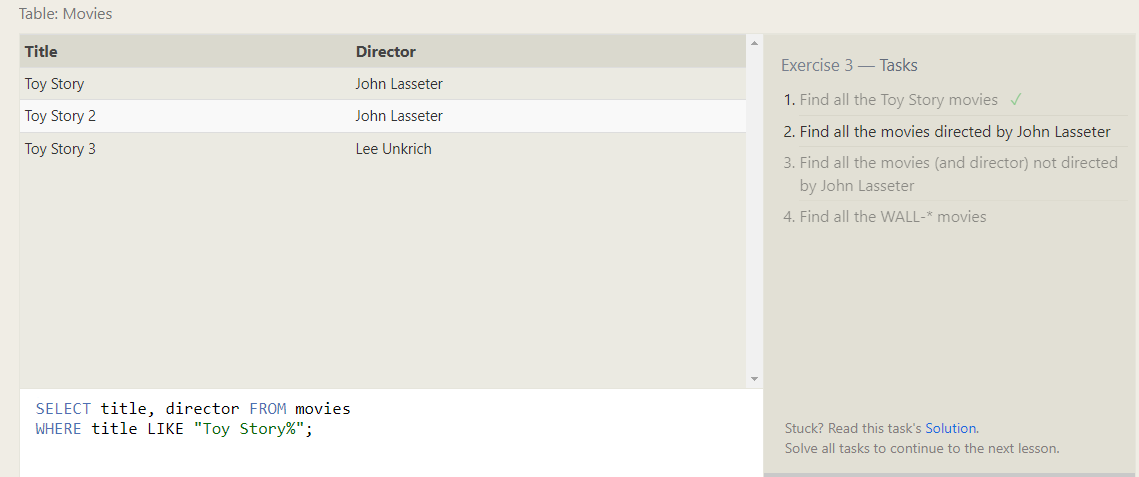 Table: Movies
Title Director
Toy Story John Lasseter
Toy Story 2 John Lasseter
Toy Story 3 Lee Unkrich
SELECT title, director FROM movies
WHERE title LIKE "Toy Story%";
Exercise 3 — Tasks
1. Find all the Toy Story movies ✓
2. Find all the movies directed by John Lasseter
3. Find all the movies (and director) not directed
by John Lasseter
4. Find all the WALL-* movies
Stuck? Read this task's Solution.
Solve all tasks to continue to the next lesson.